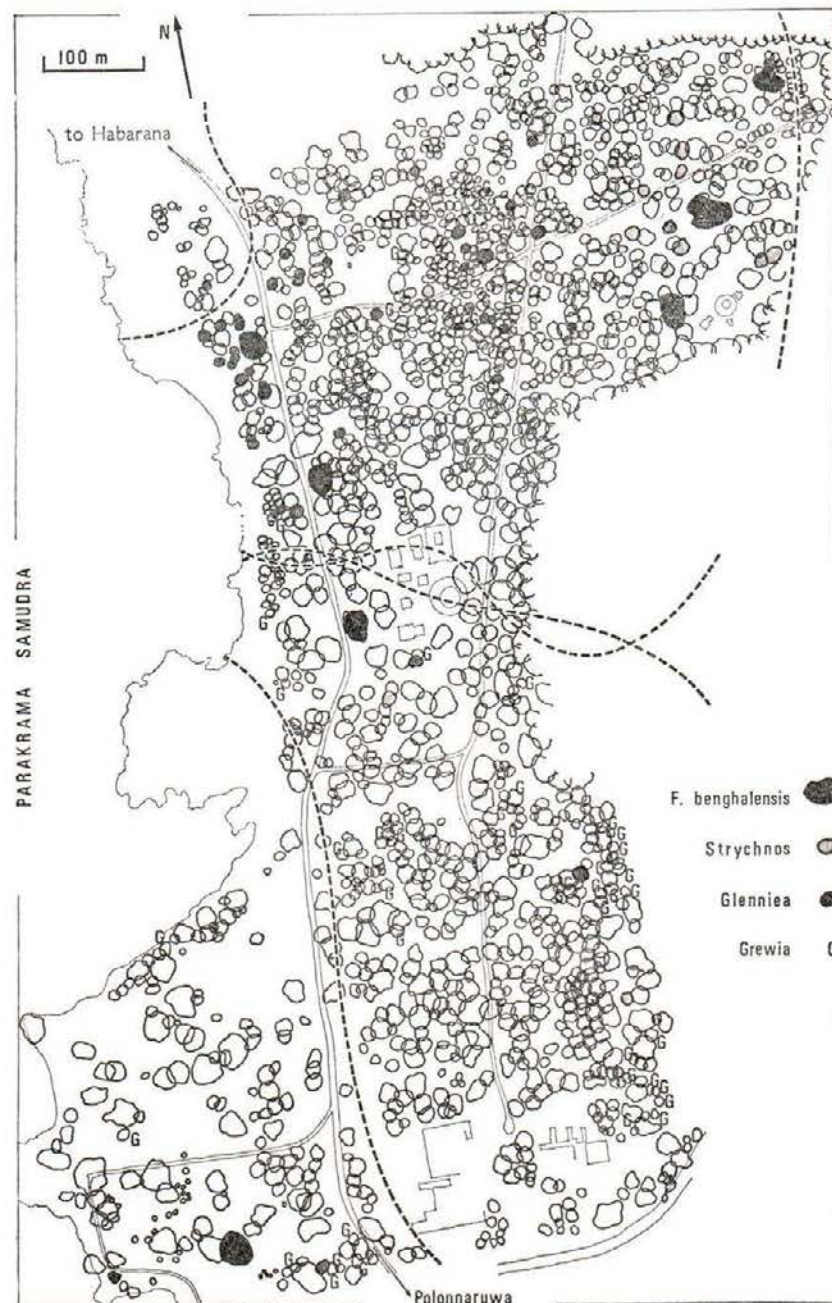 N
100 m
to Habarana
PARAKRAMA SAMUDRA
F. benghalensis
Strychnos
Glenniea
Grewia
Polonnaruwa